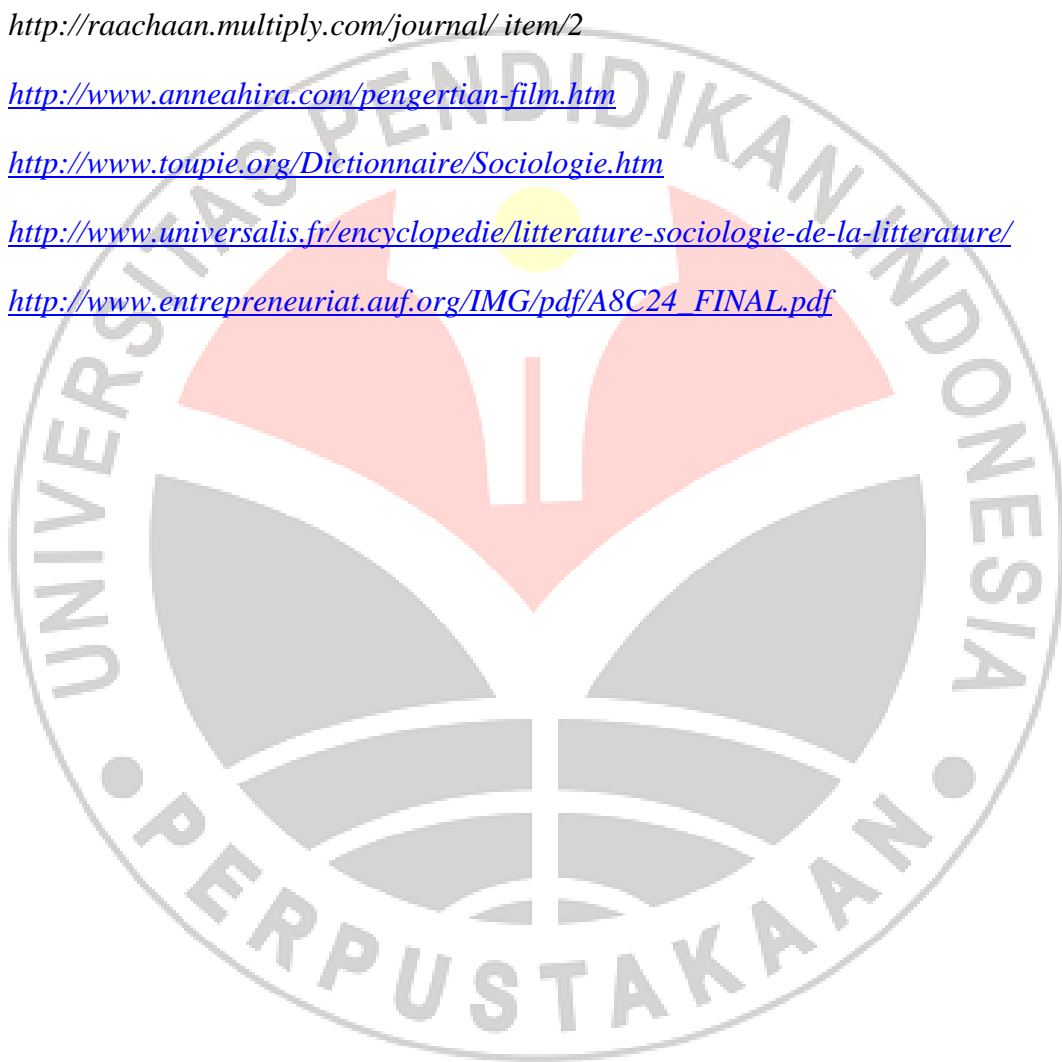 http://raachaan.multiply.com/journal/ item/2
http://www.anneahira.com/pengertian-film.htm
http://www.toupie.org/Dictionnaire/Sociologie.htm
http://www.universalis.fr/encyclopedie/litterature-sociologie-de-la-litterature/
http://www.entrepreneuriat.auf.org/IMG/pdf/A8C24_FINAL.pdf
UNIVERSITAS PENDIDIKAN INDONESIA
PERPUSTAKAAN